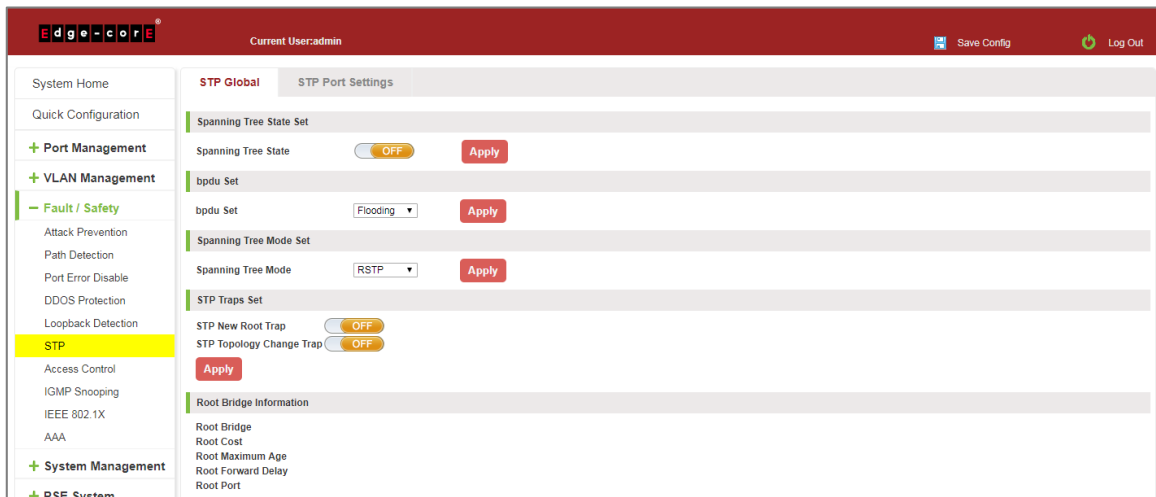 Edge-corE®
Current User:admin
Save Config
Log Out
System Home
Quick Configuration
+ Port Management
+ VLAN Management
− Fault / Safety
Attack Prevention
Path Detection
Port Error Disable
DDOS Protection
Loopback Detection
STP
Access Control
IGMP Snooping
IEEE 802.1X
AAA
+ System Management
+ PSE System
STP Global
STP Port Settings
Spanning Tree State Set
Spanning Tree State OFF Apply
bpdu Set
bpdu Set Flooding Apply
Spanning Tree Mode Set
Spanning Tree Mode RSTP Apply
STP Traps Set
STP New Root Trap OFF
STP Topology Change Trap OFF
Apply
Root Bridge Information
Root Bridge
Root Cost
Root Maximum Age
Root Forward Delay
Root Port